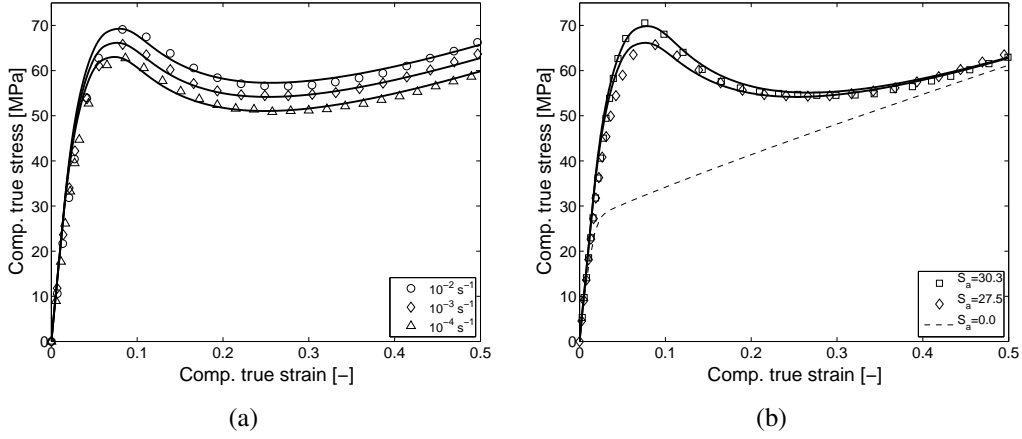 70
60
50
40
30
20
10
0
0
0.1
0.2
0.3
0.4
0.5
Comp. true stress [MPa]
Comp. true strain [-]
10⁻² s⁻¹
10⁻³ s⁻¹
10⁻⁴ s⁻¹
(a)
70
60
50
40
30
20
10
0
0
0.1
0.2
0.3
0.4
0.5
Comp. true stress [MPa]
Comp. true strain [-]
Sₐ=30.3
Sₐ=27.5
Sₐ=0.0
(b)